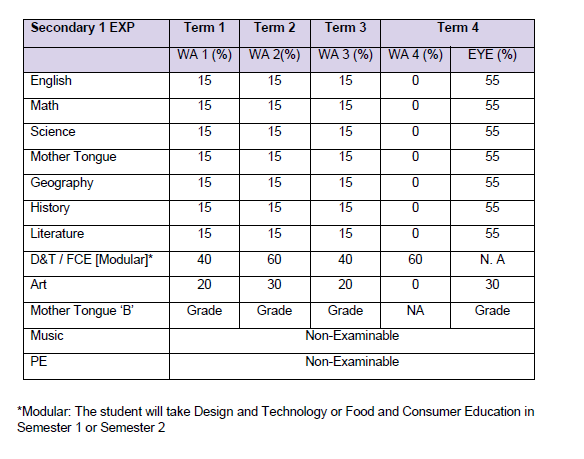 Secondary 1 EXP Term 1 Term 2 Term 3 Term 4
WA 1 (%) WA 2(%) WA 3 (%) WA 4 (%) EYE (%)
English 15 15 15 0 55
Math 15 15 15 0 55
Science 15 15 15 0 55
Mother Tongue 15 15 15 0 55
Geography 15 15 15 0 55
History 15 15 15 0 55
Literature 15 15 15 0 55
D&T / FCE [Modular]* 40 60 40 60 N. A
Art 20 30 20 0 30
Mother Tongue ‘B’ Grade Grade Grade NA Grade
Music Non-Examinable
PE Non-Examinable
*Modular: The student will take Design and Technology or Food and Consumer Education in
Semester 1 or Semester 2